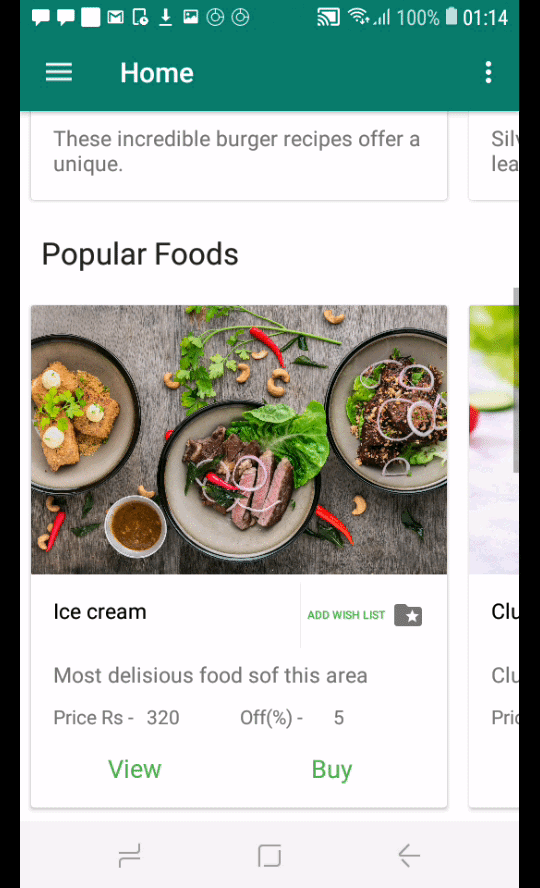 100% 01:14
Home
These incredible burger recipes offer a
unique.
Silv
lea
Popular Foods
Ice cream
ADD WISH LIST
Clu
Most delisious food sof this area
Clu
Price Rs - 320 Off(%) - 5
Pric
View Buy